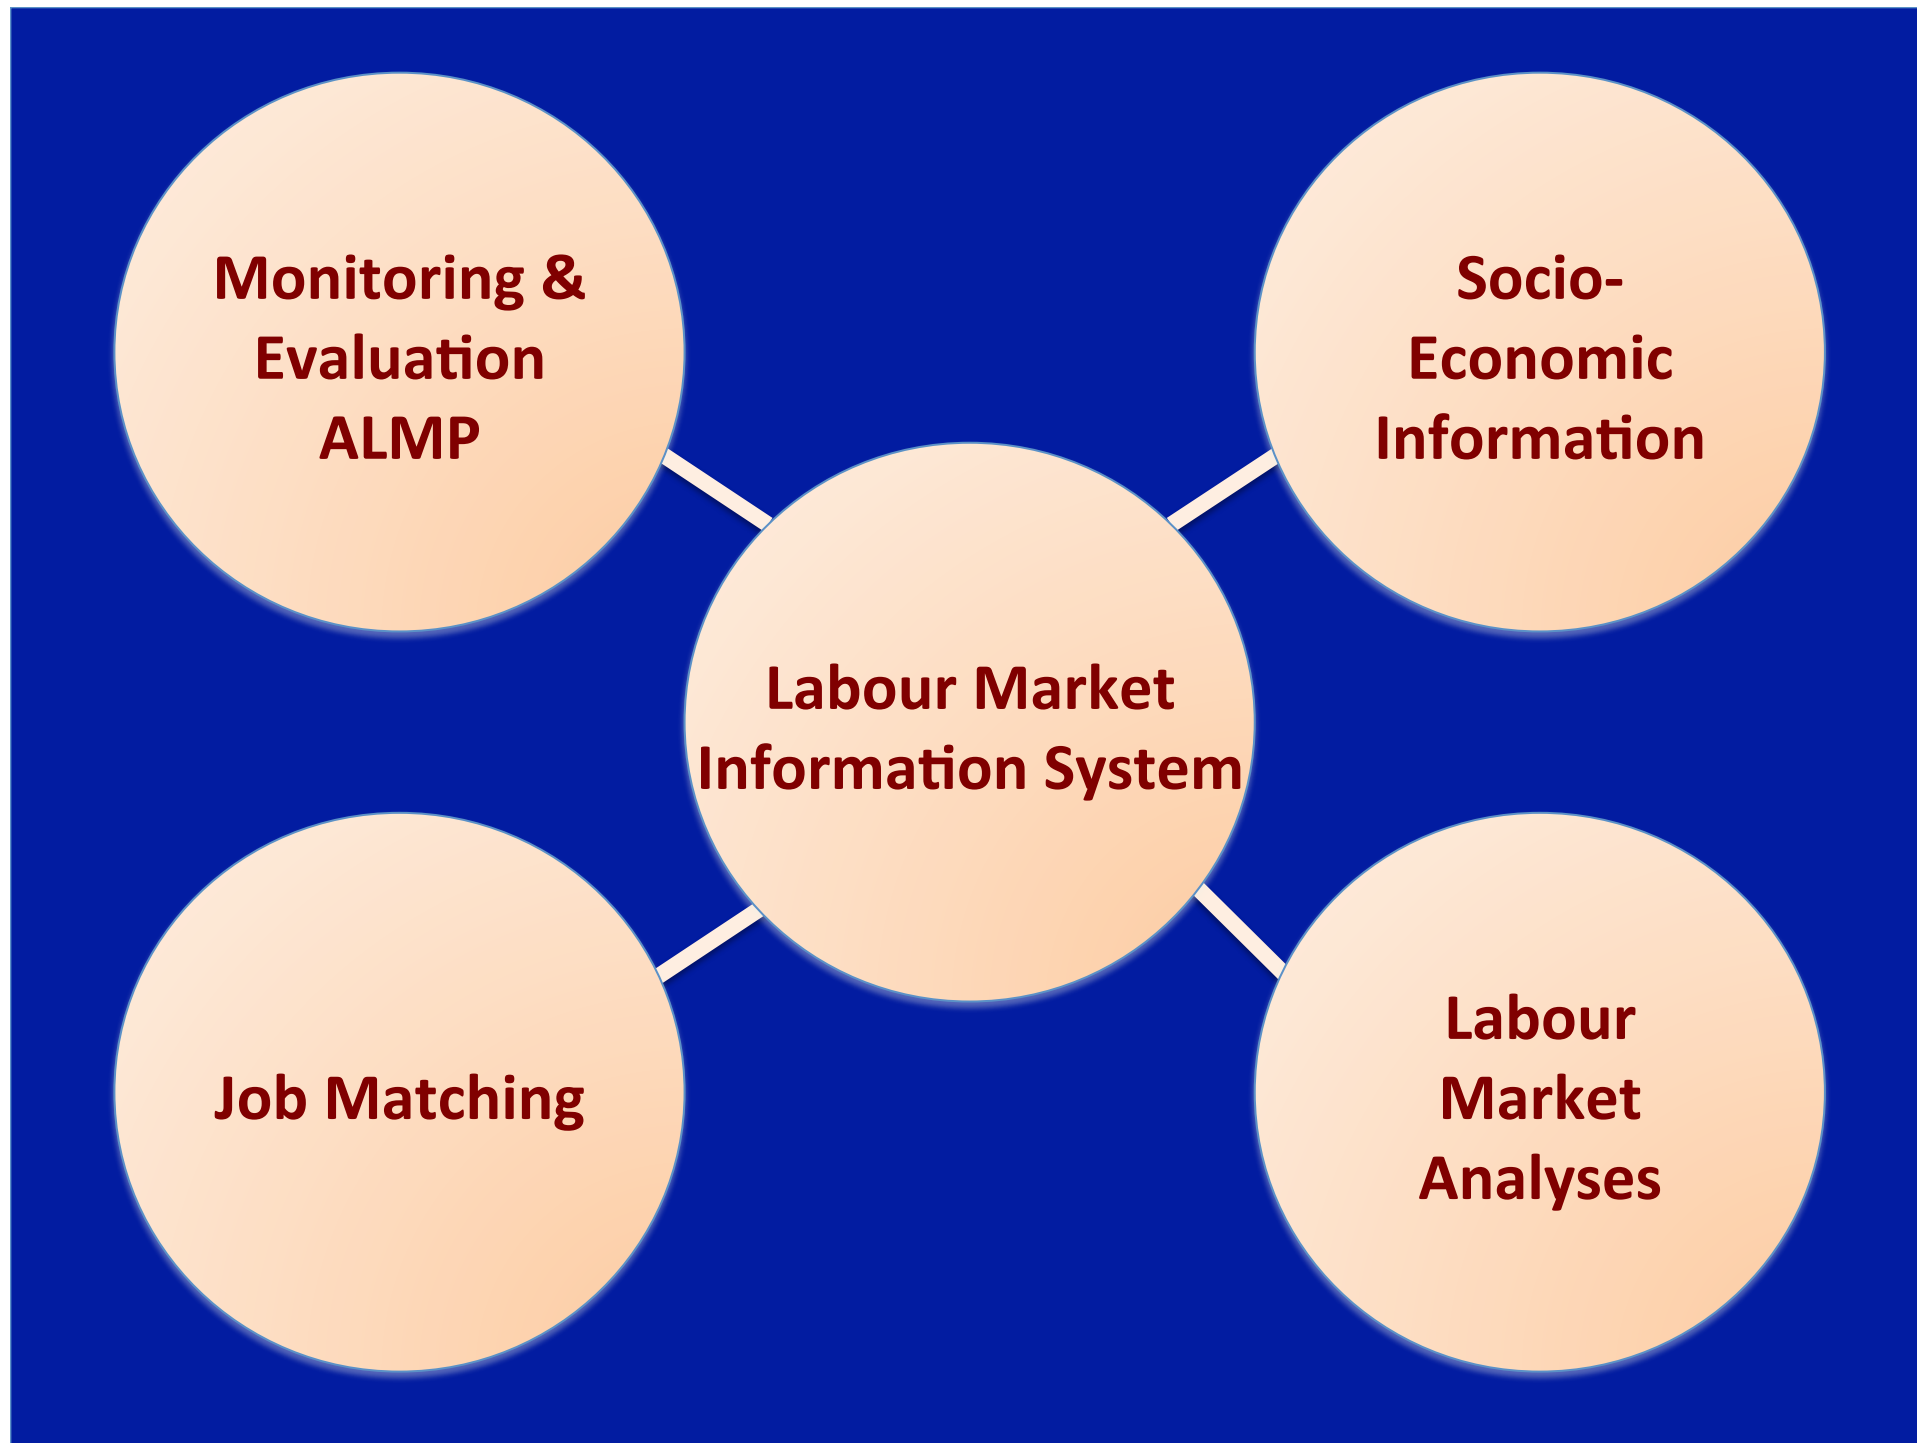 Monitoring &
Evaluation
ALMP
Socio-
Economic
Information
Labour Market
Information System
Job Matching
Labour
Market
Analyses